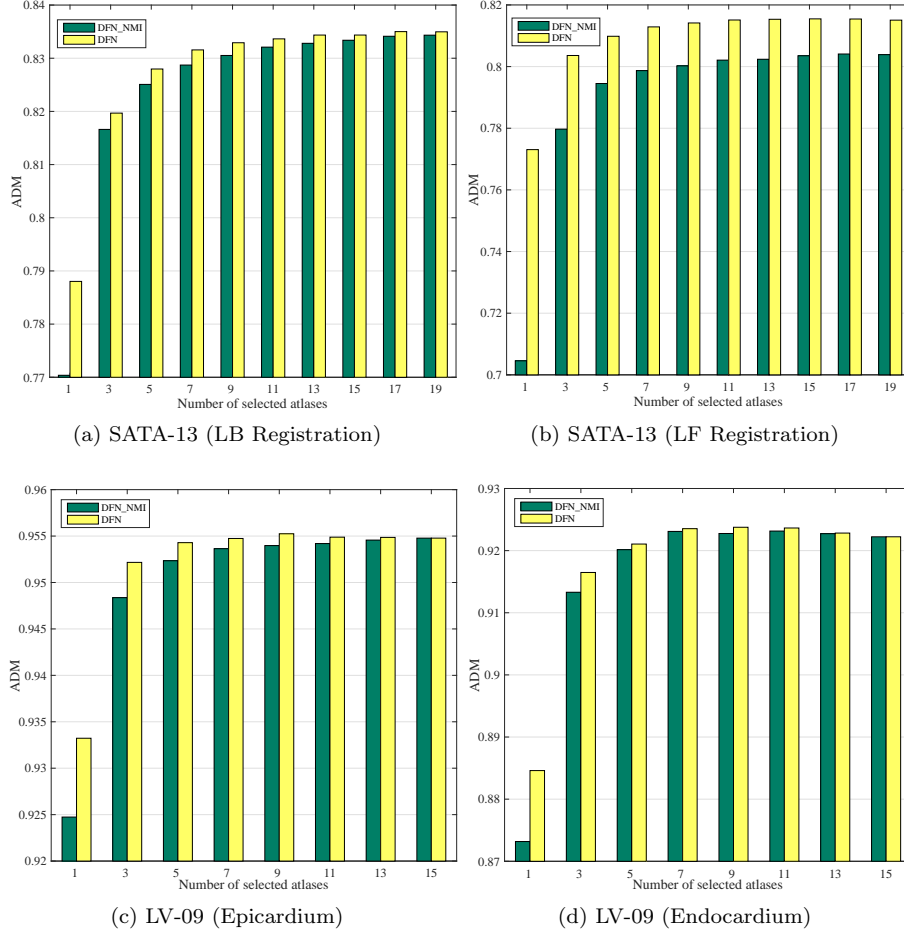 0.84
0.83
0.82
0.81
0.8
0.79
0.78
0.77
ADM
DFN_NMI
DFN
1 3 5 7 9 11 13 15 17 19
Number of selected atlases
(a) SATA-13 (LB Registration)
0.82
0.8
0.78
0.76
0.74
0.72
0.7
ADM
DFN_NMI
DFN
1 3 5 7 9 11 13 15 17 19
Number of selected atlases
(b) SATA-13 (LF Registration)
0.96
0.955
0.95
0.945
0.94
0.935
0.93
0.925
0.92
ADM
DFN_NMI
DFN
1 3 5 7 9 11 13 15
Number of selected atlases
(c) LV-09 (Epicardium)
0.93
0.92
0.91
0.9
0.89
0.88
0.87
ADM
DFN_NMI
DFN
1 3 5 7 9 11 13 15
Number of selected atlases
(d) LV-09 (Endocardium)